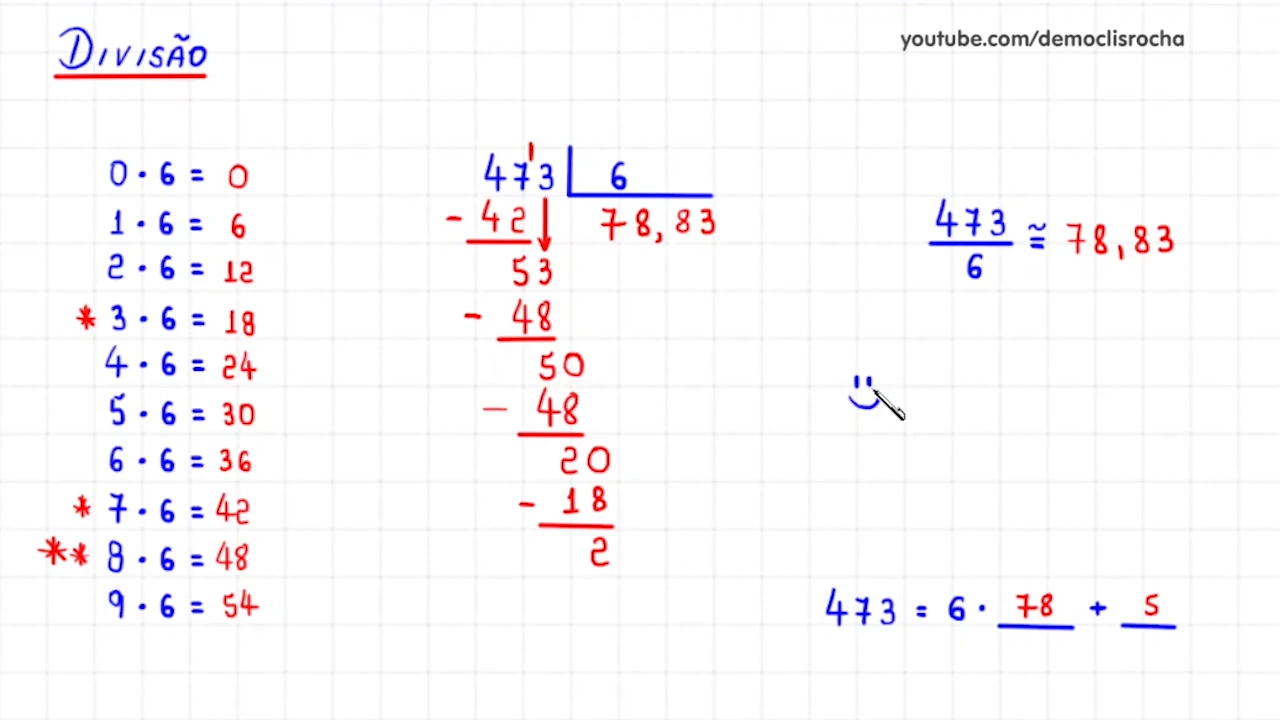 DIVISÃO
youtube.com/democlisrocha
0 · 6 = 0
1 · 6 = 6
2 · 6 = 12
* 3 · 6 = 18
4 · 6 = 24
5 · 6 = 30
6 · 6 = 36
* 7 · 6 = 42
** 8 · 6 = 48
9 · 6 = 54
473 6
- 42 78,83
53
- 48
50
- 48
20
- 18
2
473
6
≅ 78,83
473 = 6 · 78 + 5